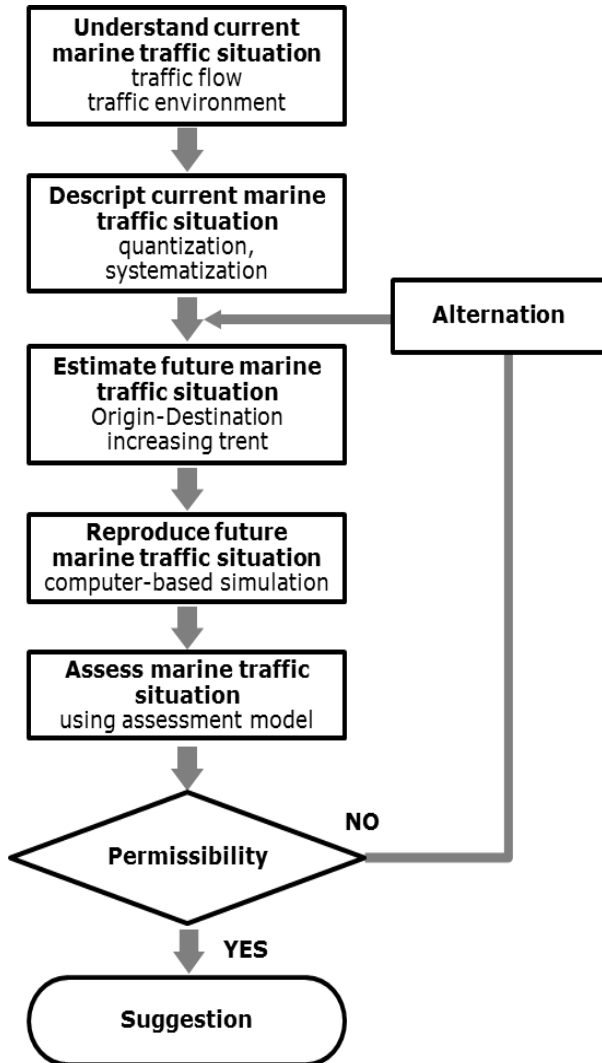 Understand current
marine traffic situation
traffic flow
traffic environment
Descript current marine
traffic situation
quantization,
systematization
Alternation
Estimate future marine
traffic situation
Origin-Destination
increasing trent
Reproduce future
marine traffic situation
computer-based simulation
Assess marine traffic
situation
using assessment model
NO
Permissibility
YES
Suggestion